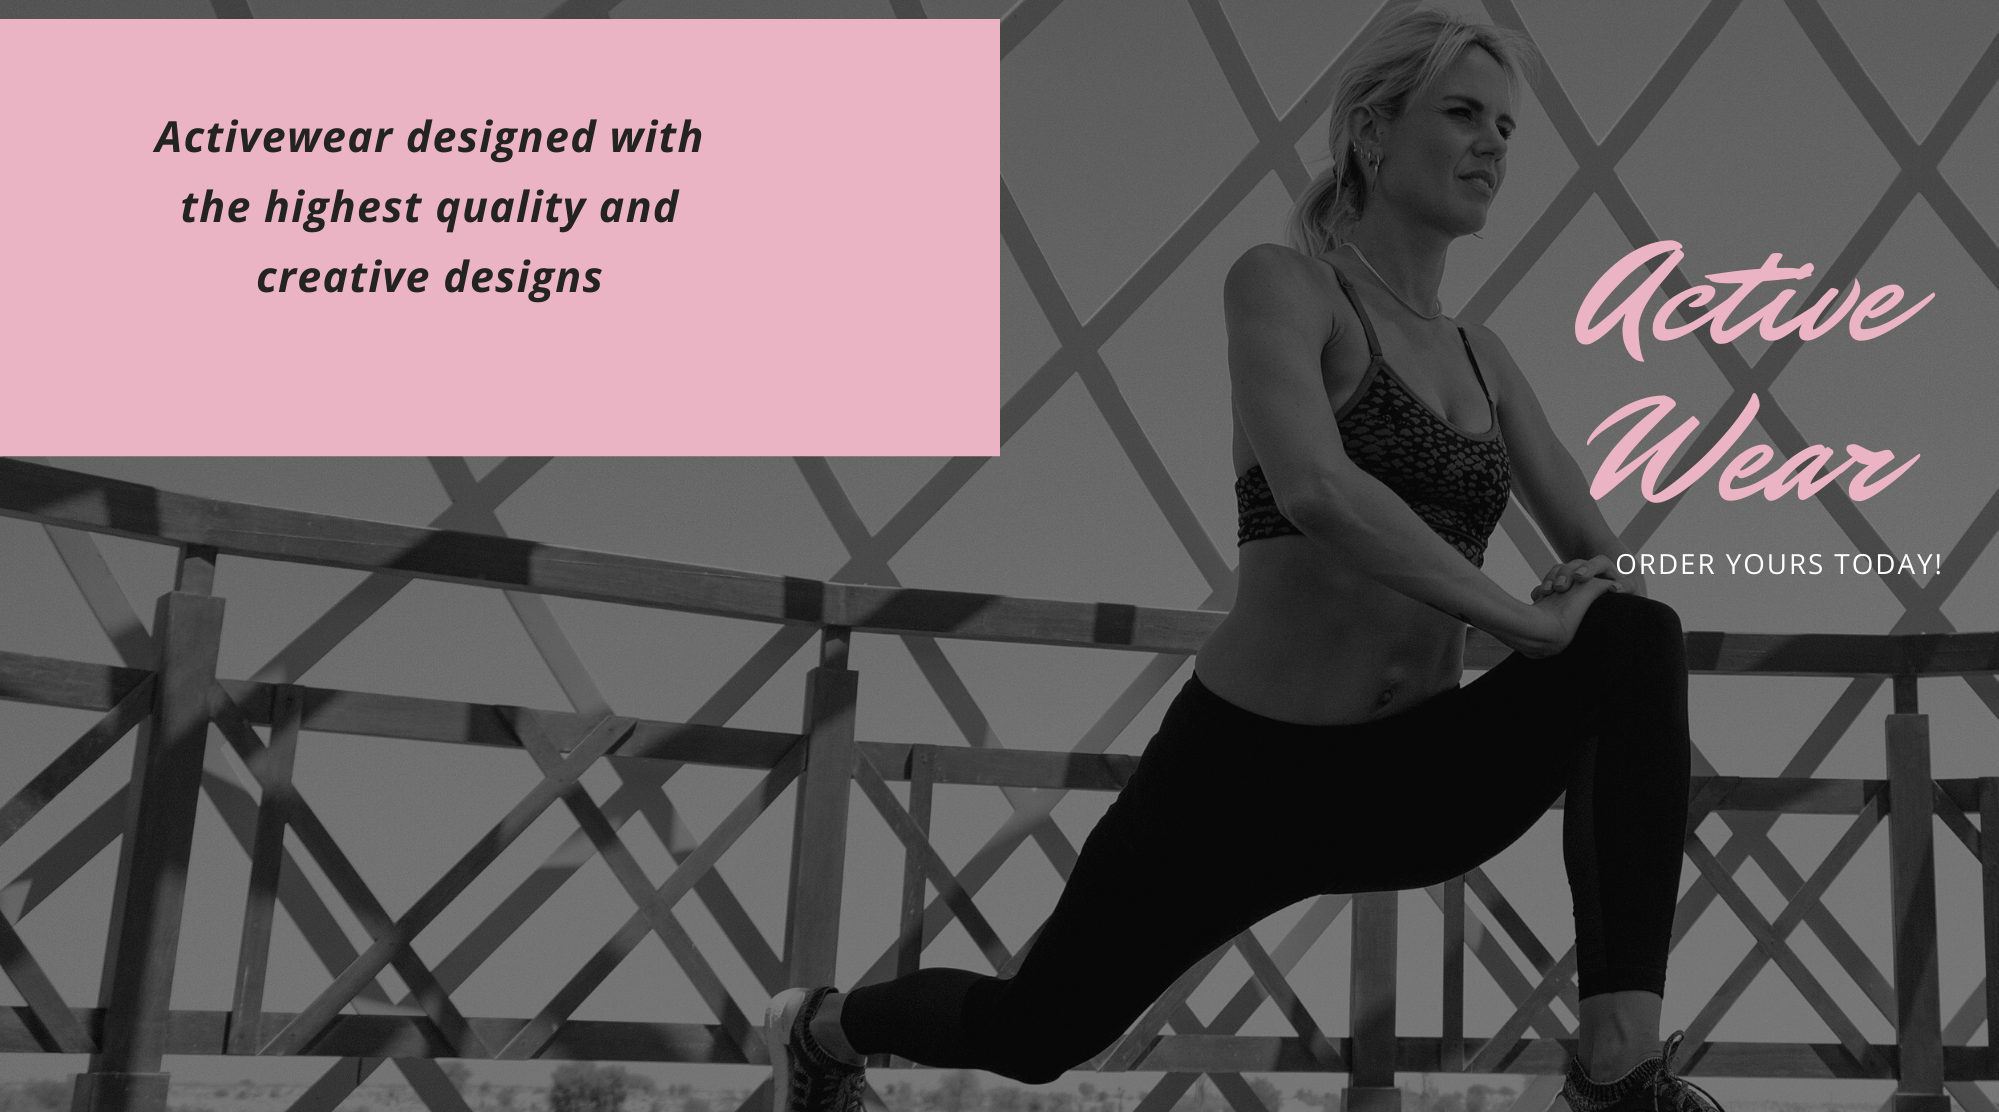 Activewear designed with
the highest quality and
creative designs
Active
Wear
ORDER YOURS TODAY!